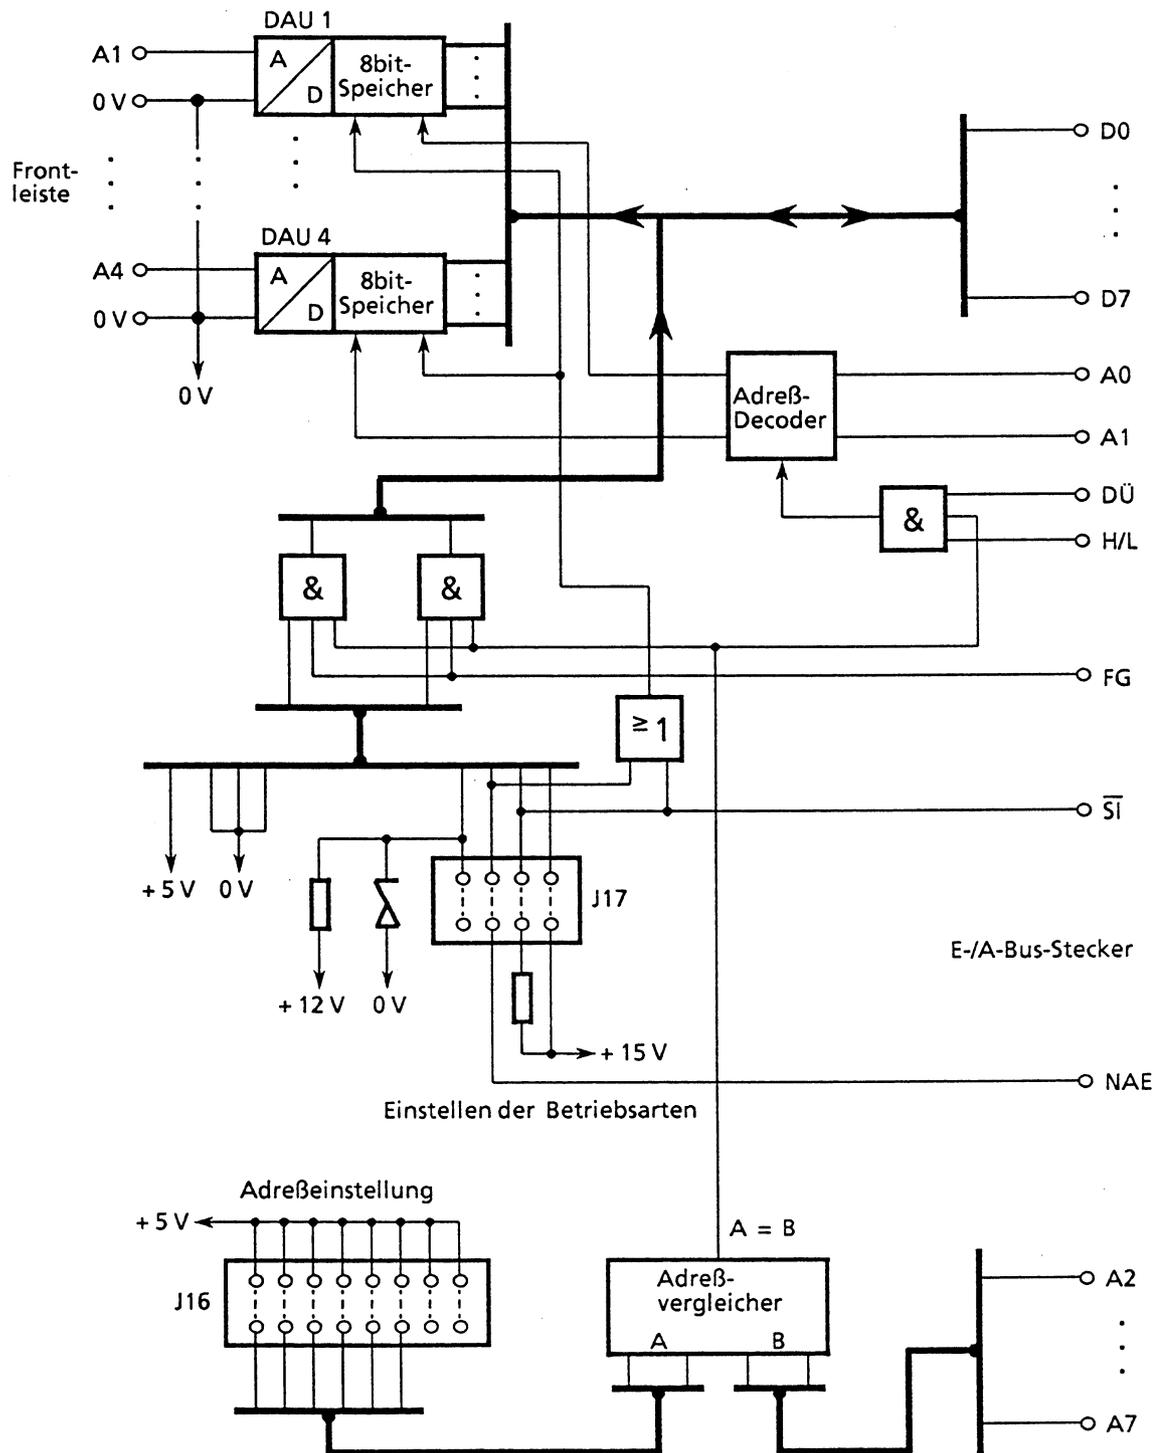 DAU 1
A1
A
D
8bit-
Speicher
0 V
D0
Front-
leiste
DAU 4
A4
A
D
8bit-
Speicher
0 V
D7
0 V
Adreß-
Decoder
A0
A1
&
DÜ
H/L
&
&
FG
≥ 1
SI̅
+ 5 V
0 V
J17
E-/A-Bus-Stecker
+ 12 V
0 V
+ 15 V
NAE
Einstellen der Betriebsarten
Adreßeinstellung
+ 5 V
A = B
J16
Adreß-
vergleicher
A
B
A2
A7